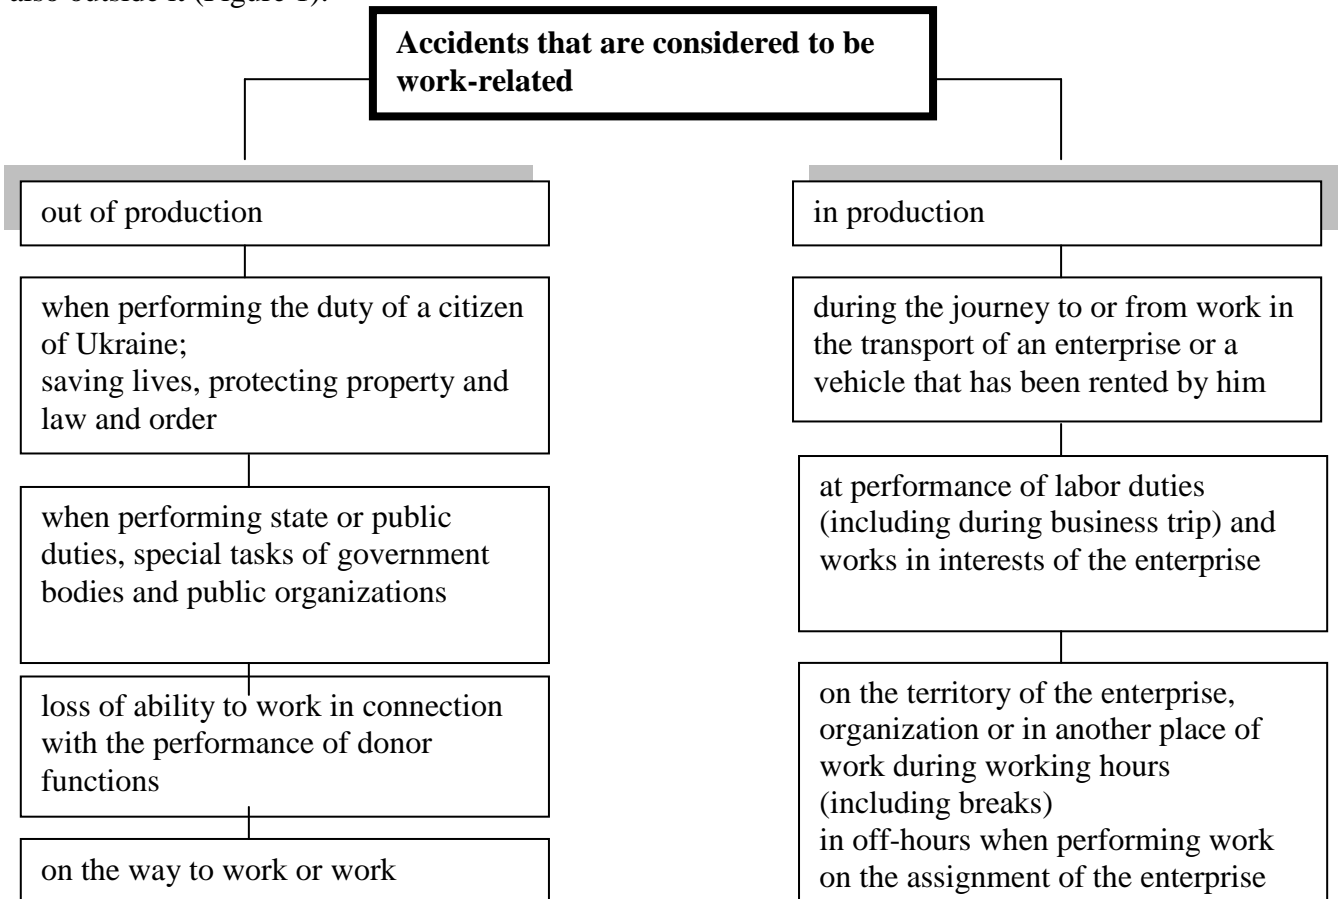 also outside it (Figure 1).
Accidents that are considered to be
work-related
out of production
when performing the duty of a citizen
of Ukraine;
saving lives, protecting property and
law and order
when performing state or public
duties, special tasks of government
bodies and public organizations
loss of ability to work in connection
with the performance of donor
functions
on the way to work or work
in production
during the journey to or from work in
the transport of an enterprise or a
vehicle that has been rented by him
at performance of labor duties
(including during business trip) and
works in interests of the enterprise
on the territory of the enterprise,
organization or in another place of
work during working hours
(including breaks)
in off-hours when performing work
on the assignment of the enterprise